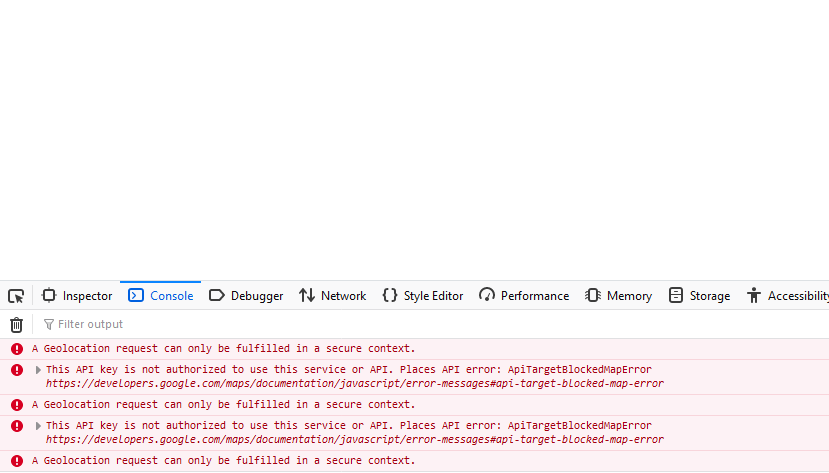 Inspector Console Debugger Network Style Editor Performance Memory Storage Accessibility
Filter output
A Geolocation request can only be fulfilled in a secure context.
This API key is not authorized to use this service or API. Places API error: ApiTargetBlockedMapError
https://developers.google.com/maps/documentation/javascript/error-messages#api-target-blocked-map-error
A Geolocation request can only be fulfilled in a secure context.
This API key is not authorized to use this service or API. Places API error: ApiTargetBlockedMapError
https://developers.google.com/maps/documentation/javascript/error-messages#api-target-blocked-map-error
A Geolocation request can only be fulfilled in a secure context.